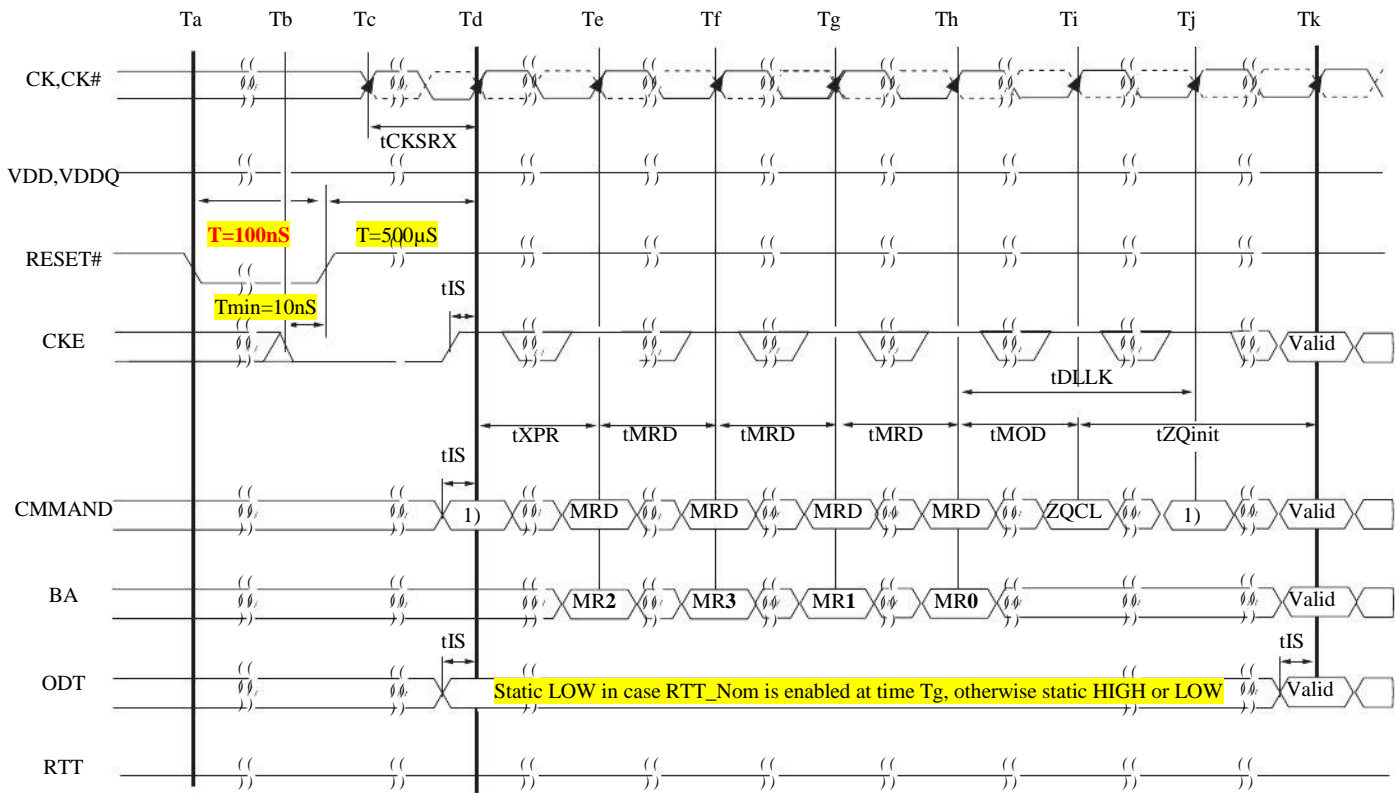 Ta Tb Tc Td Te Tf Tg Th Ti Tj Tk
CK,CK#
tCKSRX
VDD,VDDQ
T=100nS T=500µS
RESET#
Tmin=10nS tIS
CKE Valid
tDLLK
tXPR tMRD tMRD tMRD tMOD tZQinit
tIS
CMMAND 1) MRD MRD MRD MRD ZQCL 1) Valid
BA MR2 MR3 MR1 MR0 Valid
tIS tIS
ODT Static LOW in case RTT_Nom is enabled at time Tg, otherwise static HIGH or LOW Valid
RTT